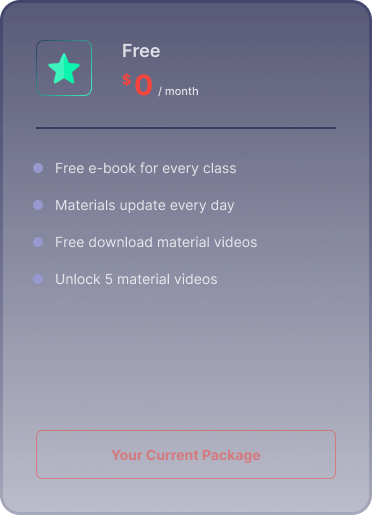 Free
$0 / month
Free e-book for every class
Materials update every day
Free download material videos
Unlock 5 material videos
Your Current Package